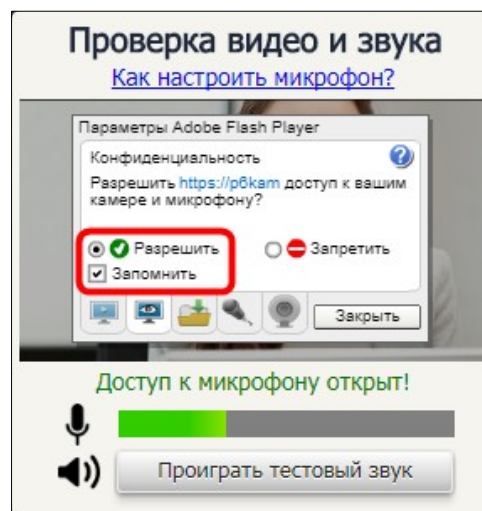 Проверка видео и звука
Как настроить микрофон?
Параметры Adobe Flash Player
Конфиденциальность
Разрешить https://p6kam доступ к вашим
камере и микрофону?
Разрешить
Запретить
Запомнить
Закрыть
Доступ к микрофону открыт!
Проиграть тестовый звук